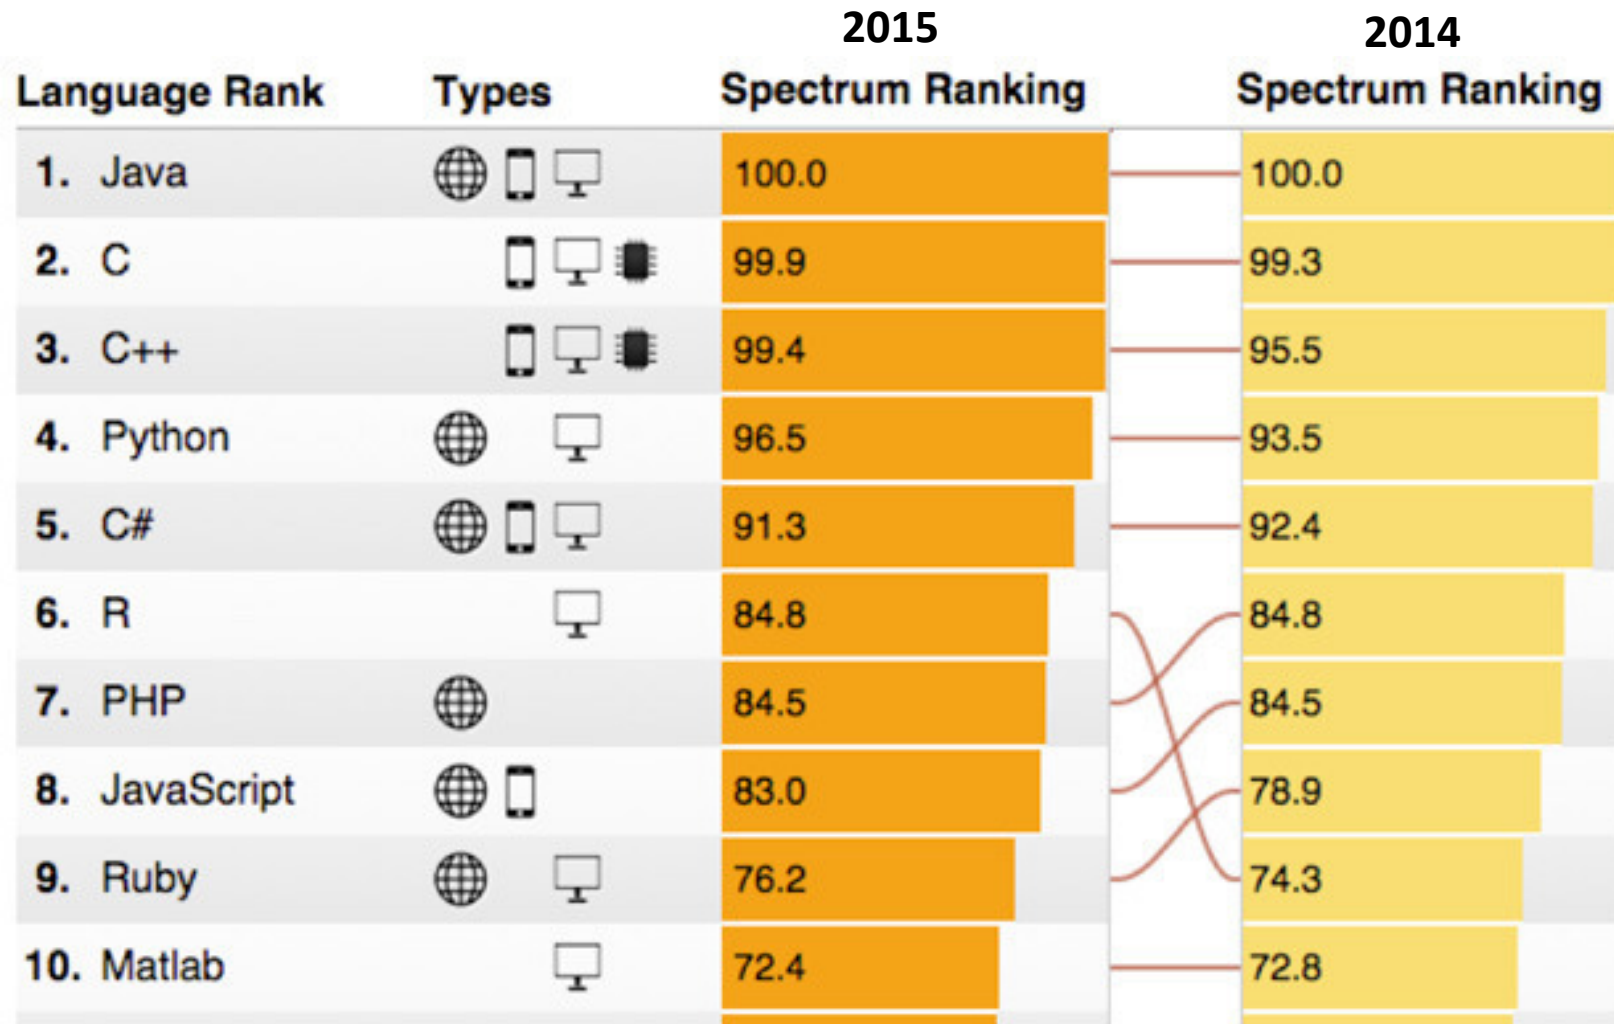 2015 2014
Language Rank Types Spectrum Ranking Spectrum Ranking
1. Java 100.0 100.0
2. C 99.9 99.3
3. C++ 99.4 95.5
4. Python 96.5 93.5
5. C# 91.3 92.4
6. R 84.8 84.8
7. PHP 84.5 84.5
8. JavaScript 83.0 78.9
9. Ruby 76.2 74.3
10. Matlab 72.4 72.8